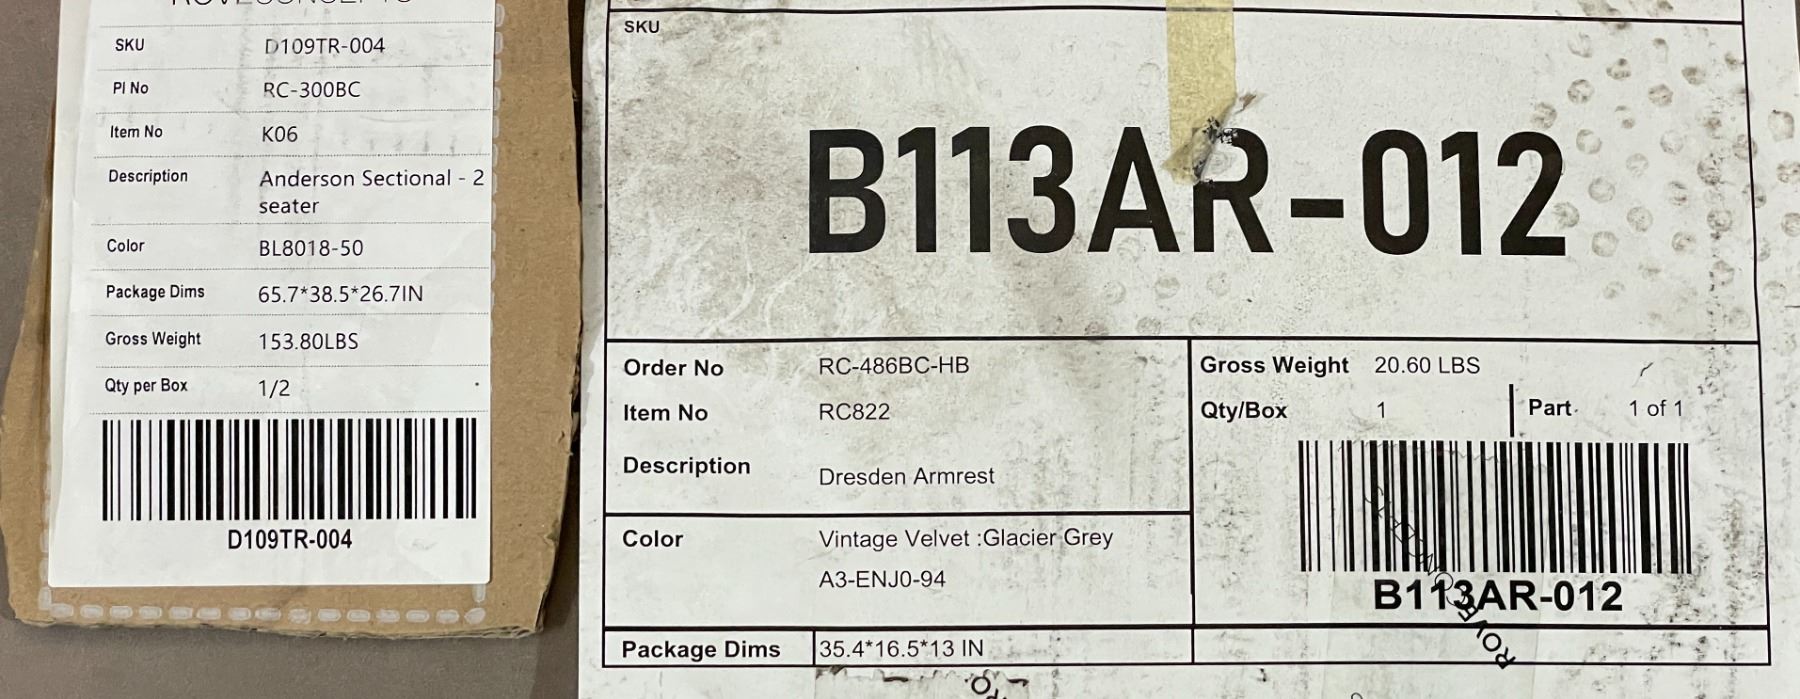 ROVECONCEPTS
SKU D109TR-004
PI No RC-300BC
Item No K06
Description Anderson Sectional - 2
seater
Color BL8018-50
Package Dims 65.7*38.5*26.7IN
Gross Weight 153.80LBS
Qty per Box 1/2
D109TR-004
SKU
B113AR-012
Order No RC-486BC-HB
Item No RC822
Description Dresden Armrest
Color Vintage Velvet :Glacier Grey
A3-ENJ0-94
Package Dims 35.4*16.5*13 IN
Gross Weight 20.60 LBS
Qty/Box 1 Part 1 of 1
B113AR-012